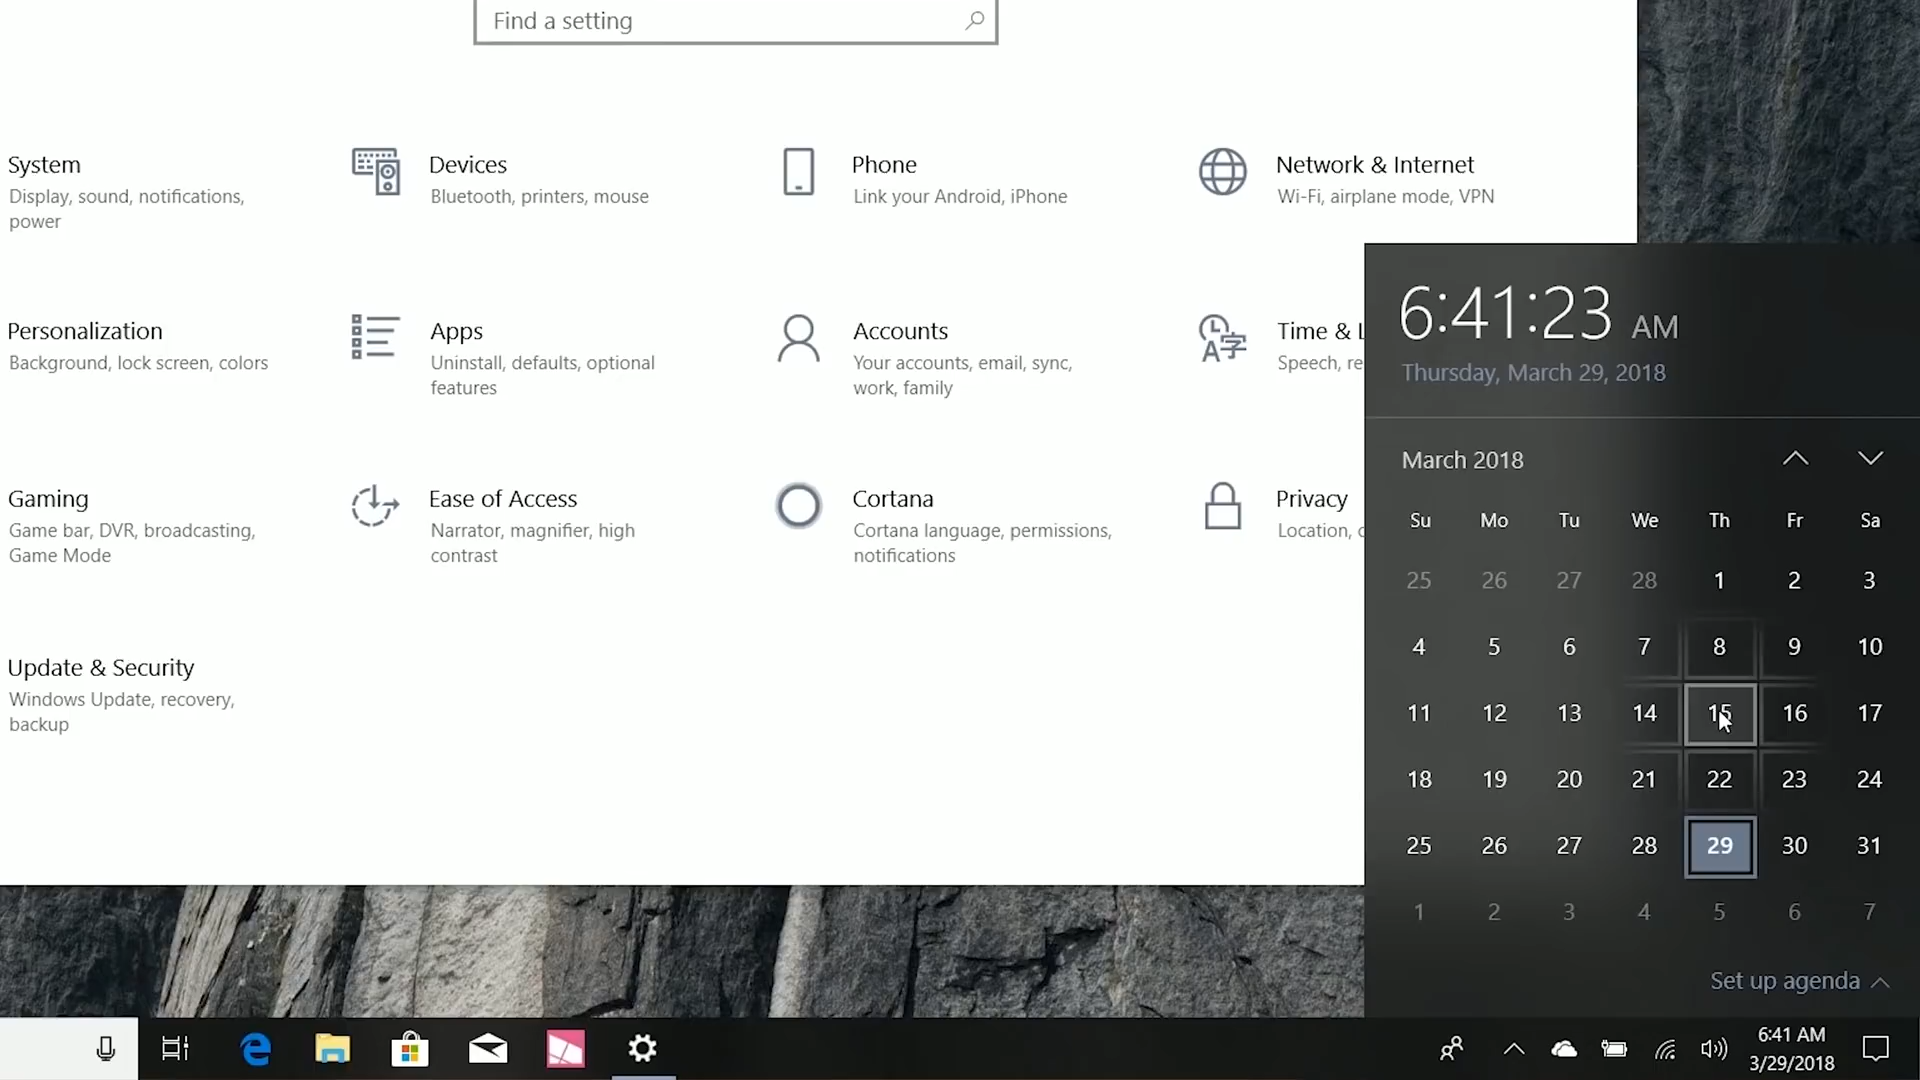 Find a setting
System
Display, sound, notifications,
power
Devices
Bluetooth, printers, mouse
Phone
Link your Android, iPhone
Network & Internet
Wi-Fi, airplane mode, VPN
Personalization
Background, lock screen, colors
Apps
Uninstall, defaults, optional
features
Accounts
Your accounts, email, sync,
work, family
Time & L
Speech, re
Gaming
Game bar, DVR, broadcasting,
Game Mode
Ease of Access
Narrator, magnifier, high
contrast
Cortana
Cortana language, permissions,
notifications
Privacy
Location, c
Update & Security
Windows Update, recovery,
backup
6:41:23 AM
Thursday, March 29, 2018
March 2018
Su Mo Tu We Th Fr Sa
25 26 27 28 1 2 3
4 5 6 7 8 9 10
11 12 13 14 15 16 17
18 19 20 21 22 23 24
25 26 27 28 29 30 31
1 2 3 4 5 6 7
Set up agenda
6:41 AM
3/29/2018